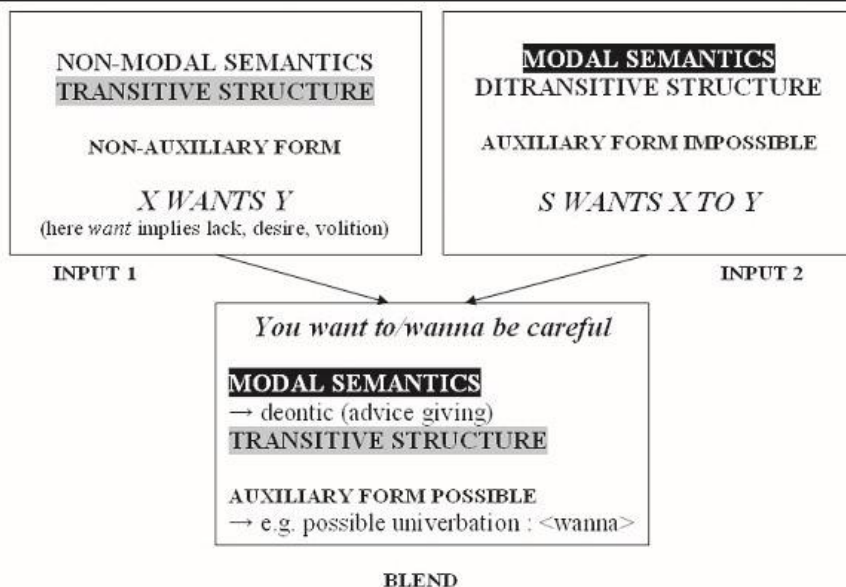 NON-MODAL SEMANTICS
TRANSITIVE STRUCTURE
NON-AUXILIARY FORM
X WANTS Y
(here want implies lack, desire, volition)
INPUT 1
MODAL SEMANTICS
DITRANSITIVE STRUCTURE
AUXILIARY FORM IMPOSSIBLE
S WANTS X TO Y
INPUT 2
You want to/wanna be careful
MODAL SEMANTICS
→ deontic (advice giving)
TRANSITIVE STRUCTURE
AUXILIARY FORM POSSIBLE
→ e.g. possible univerbation : <wanna>
BLEND